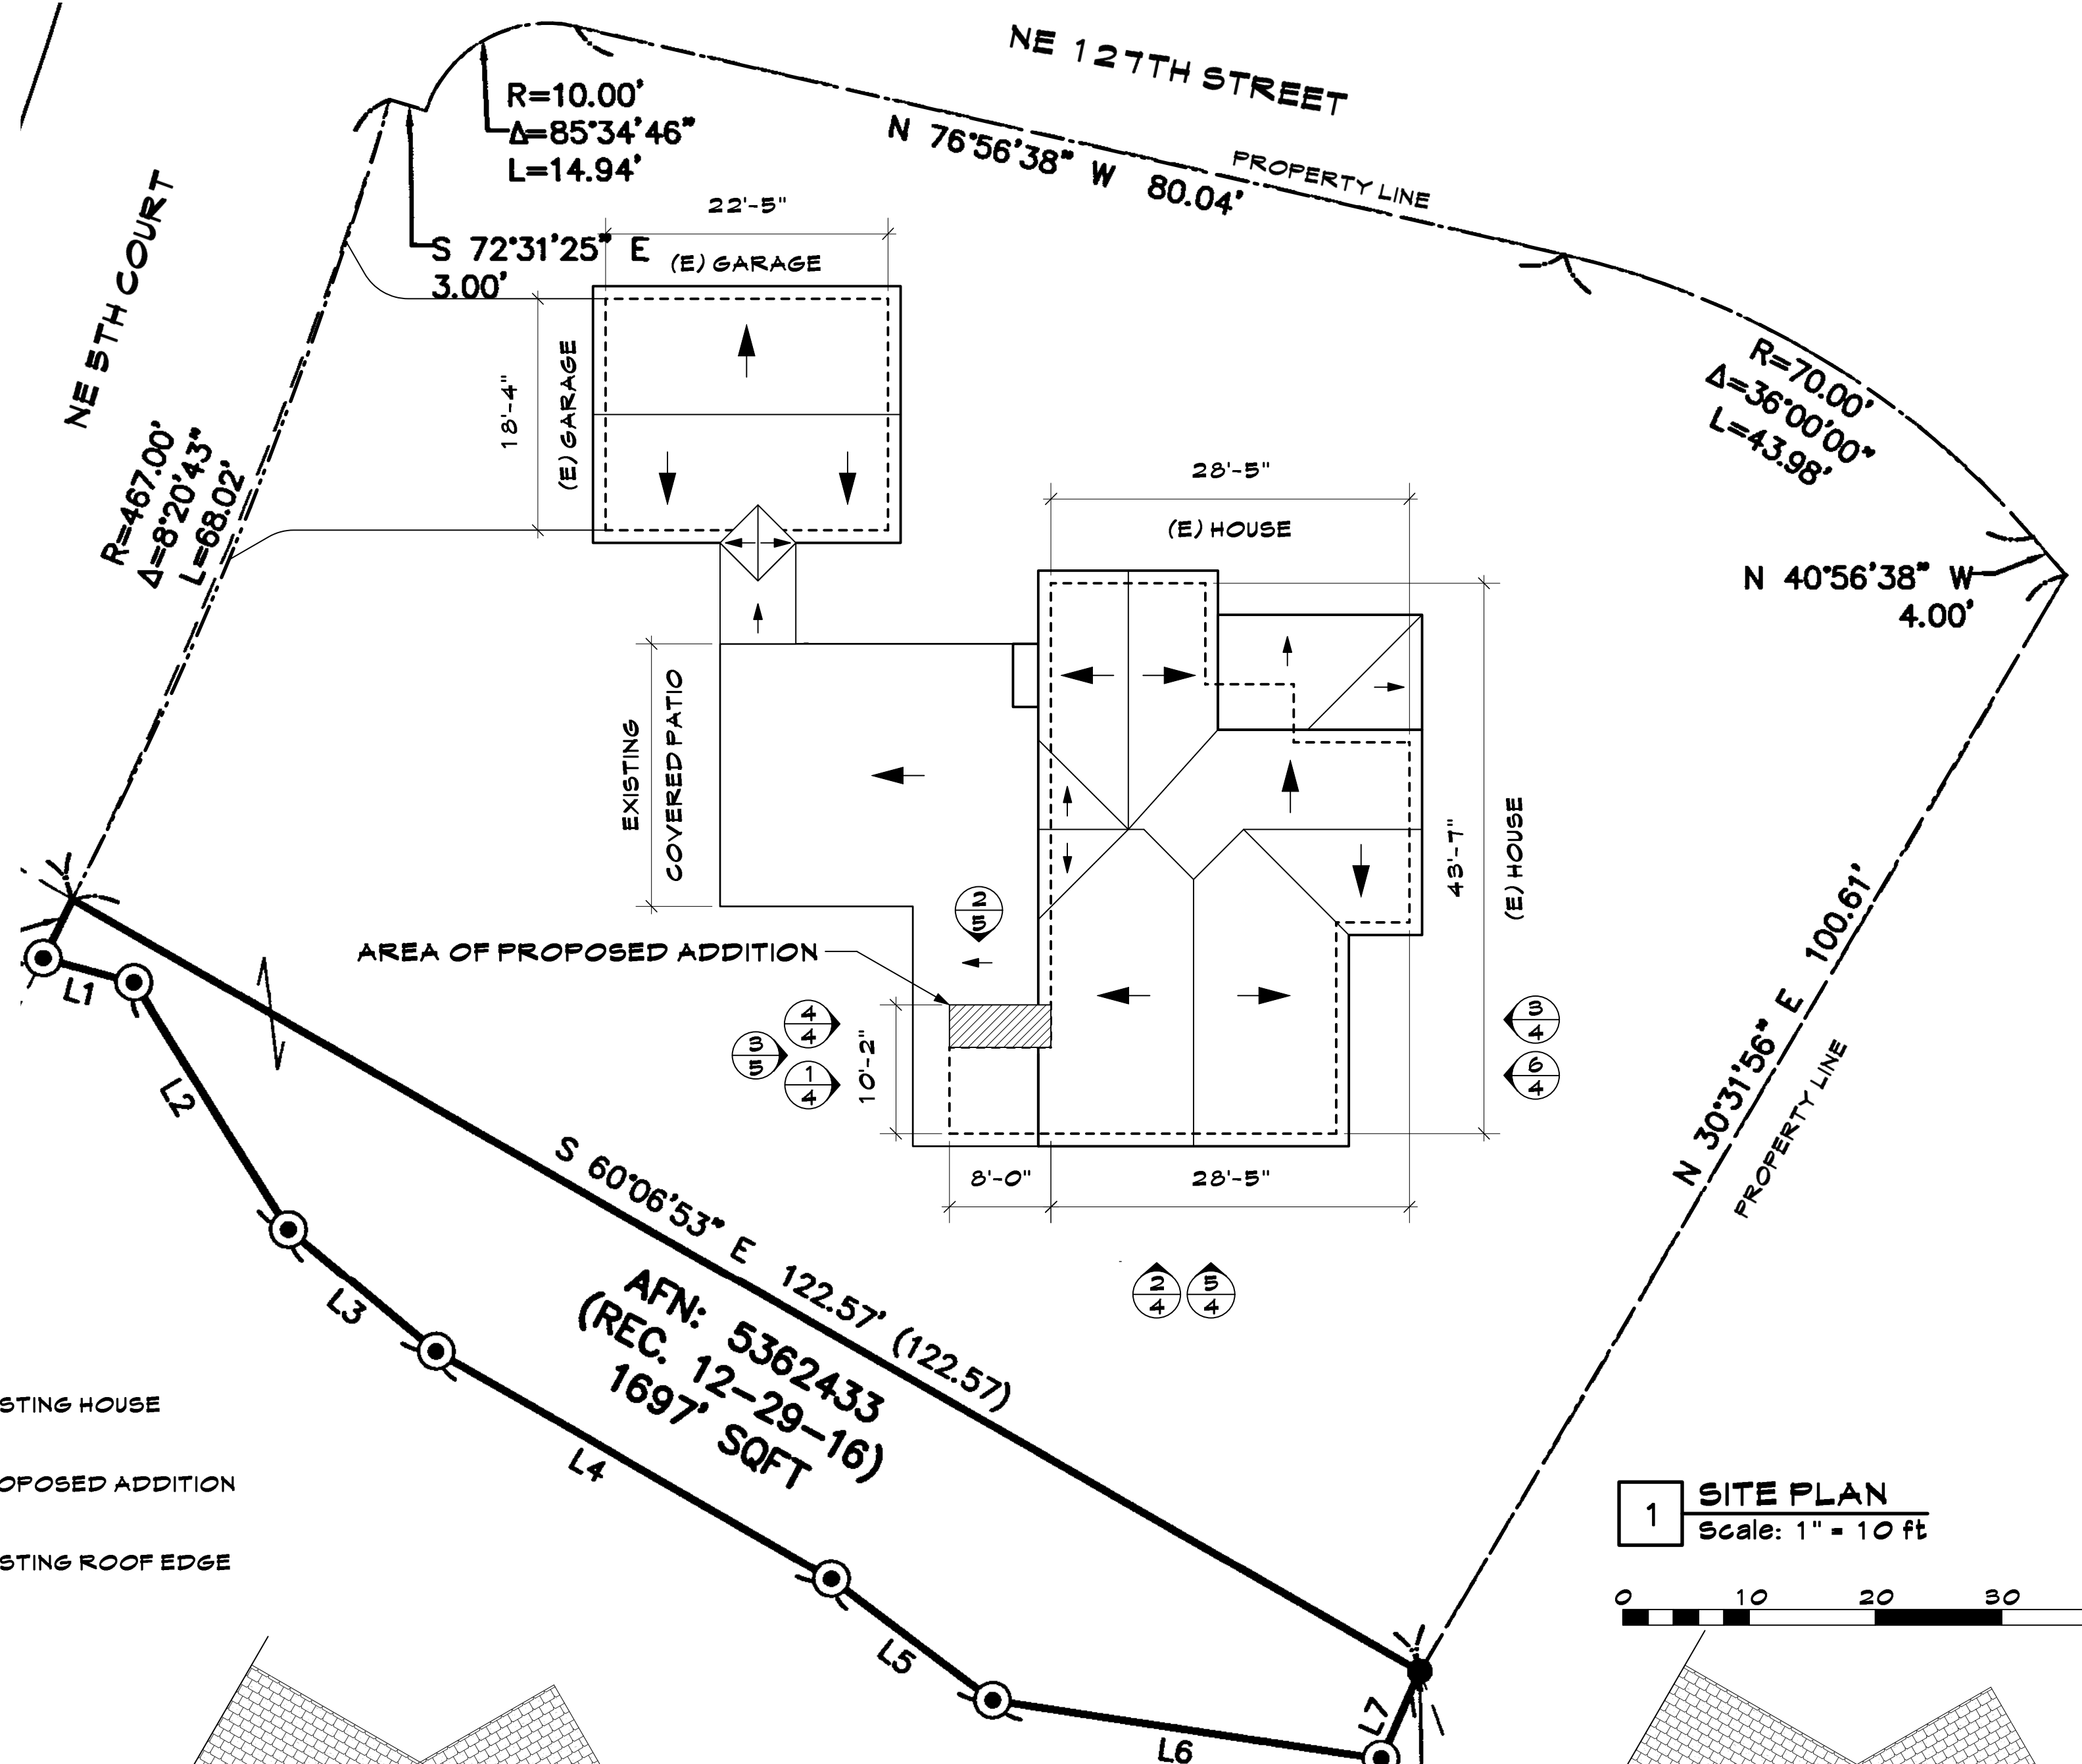 NE 127TH STREET
R=10.00'
Δ=85°34'46"
L=14.94'
N 76°56'38" W 80.04'
PROPERTY LINE
22'-5"
S 72°31'25" E
3.00'
(E) GARAGE
NE 5TH COURT
18'-4"
(E) GARAGE
R=70.00'
Δ=36°00'00"
L=43.98'
R=467.00'
Δ=8°20'43"
L=68.02'
28'-5"
(E) HOUSE
N 40°56'38" W
4.00'
EXISTING
COVERED PATIO
43'-7"
(E) HOUSE
2
5
AREA OF PROPOSED ADDITION
N 30°31'56" E 100.61'
PROPERTY LINE
4
4
3
5
1
4
10'-2"
3
4
6
4
L1
L2
8'-0"
28'-5"
S 60°06'53" E 122.57' (122.57)
2
4
5
4
L3
AFN: 5362433
(REC. 12-29-16)
1697' SQFT
STING HOUSE
L4
OPOSED ADDITION
STING ROOF EDGE
1
SITE PLAN
Scale: 1" = 10 ft
0 10 20 30
L5
L7
L6